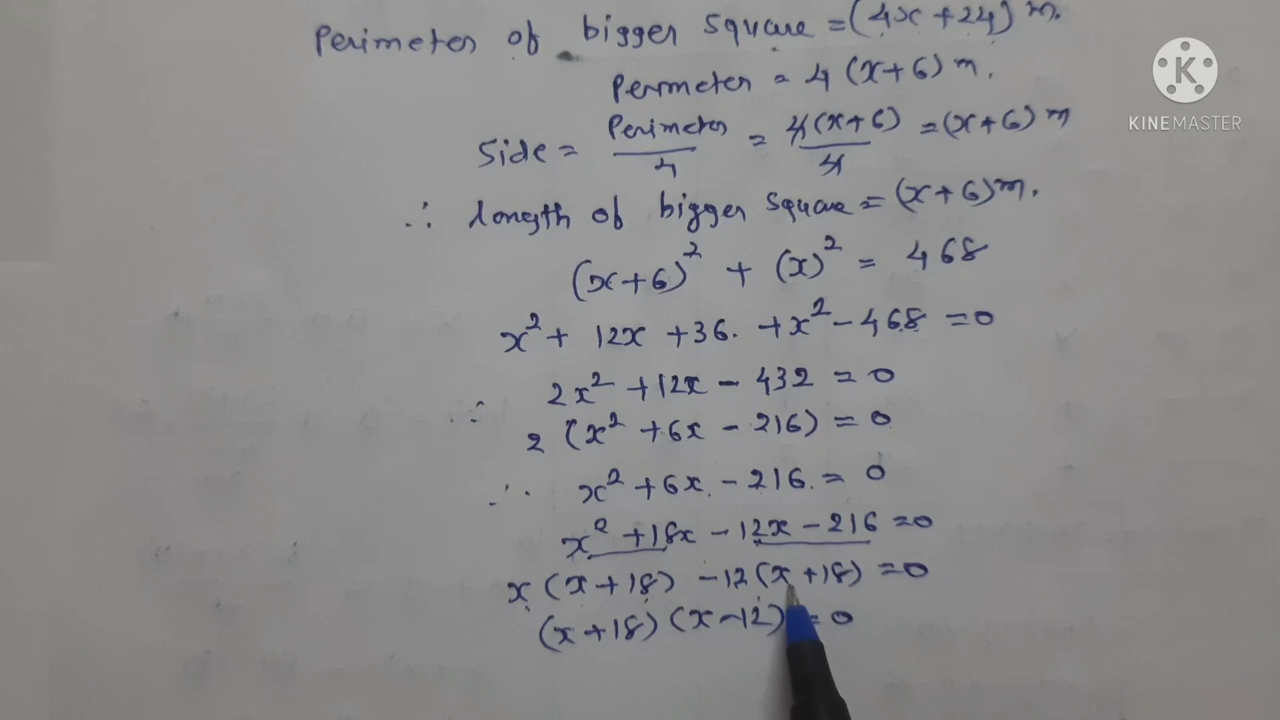 Perimeter of bigger square = (4x + 24) m.
Perimeter = 4 (x+6) m.
Side = Perimeter / 4 = 4(x+6) / 4 = (x+6) m
∴ length of bigger square = (x+6) m.
(x+6)² + (x)² = 468
x² + 12x + 36. + x² - 468 = 0
∴ 2x² + 12x - 432 = 0
2 (x² + 6x - 216) = 0
∴ x² + 6x - 216 = 0
x² + 18x - 12x - 216 = 0
x (x + 18) - 12 (x + 18) = 0
(x + 18) (x - 12) = 0
K
KINEMASTER